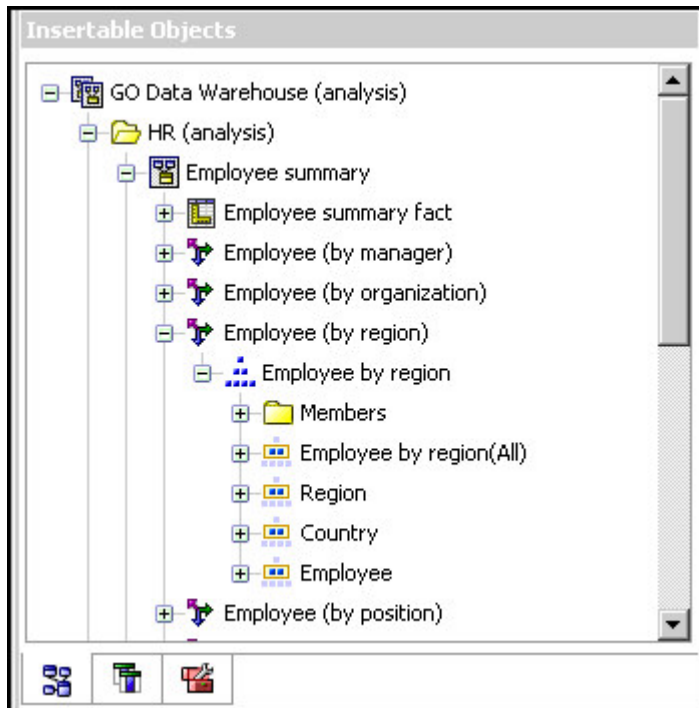 Insertable Objects
GO Data Warehouse (analysis)
HR (analysis)
Employee summary
Employee summary fact
Employee (by manager)
Employee (by organization)
Employee (by region)
Employee by region
Members
Employee by region(All)
Region
Country
Employee
Employee (by position)